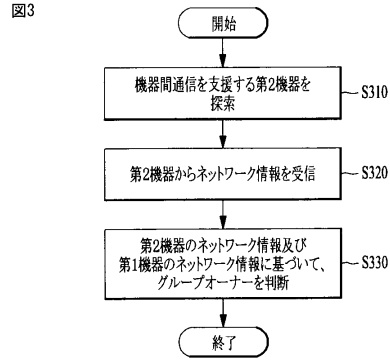 図3
開始
機器間通信を支援する第2機器を
探索
S310
第2機器からネットワーク情報を受信
S320
第2機器のネットワーク情報及び
第1機器のネットワーク情報に基づいて、
グループオーナーを判断
S330
終了